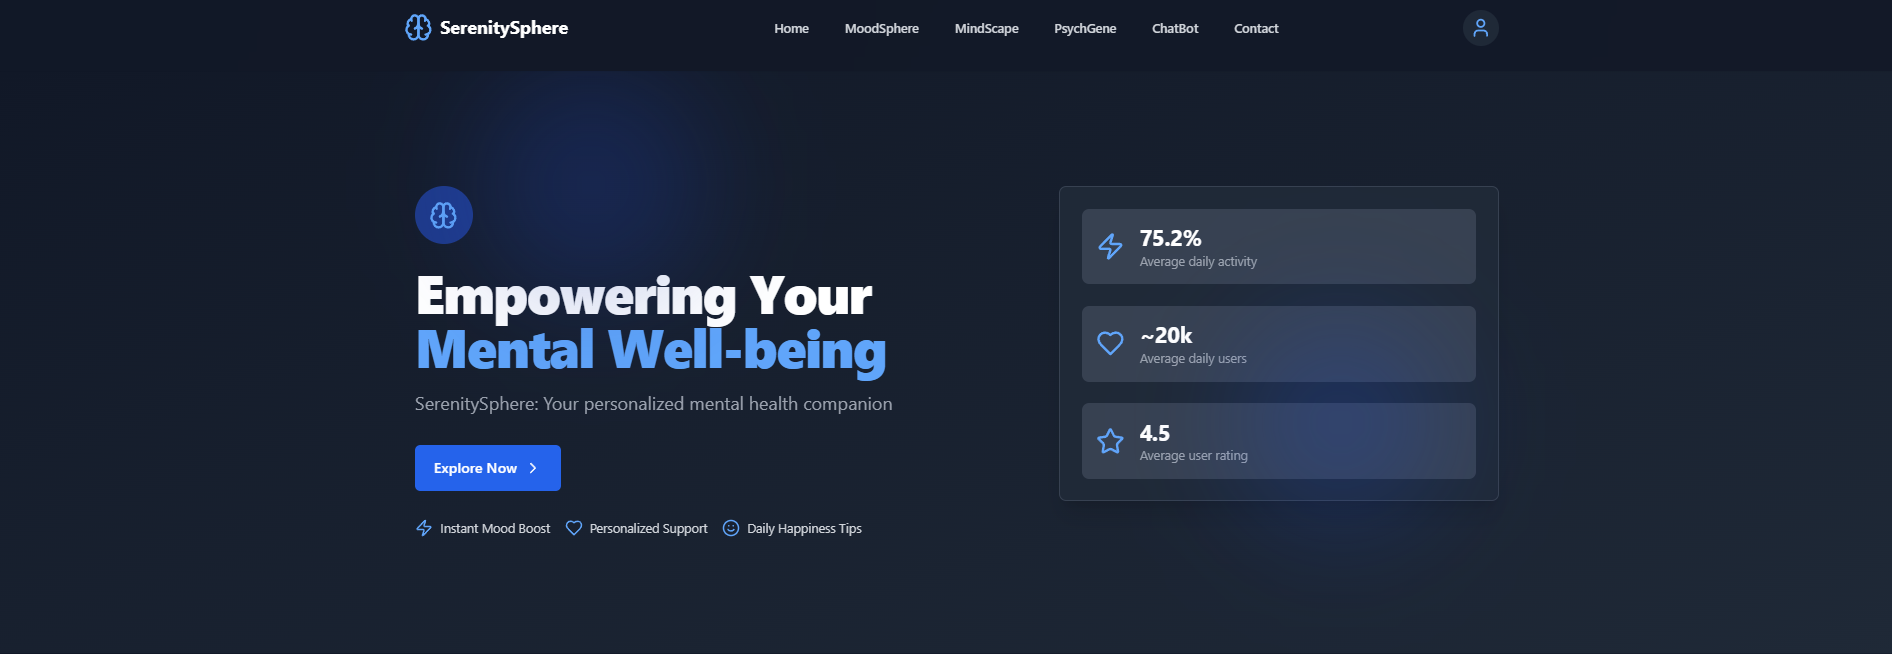 SerenitySphere
Home
MoodSphere
MindScape
PsychGene
ChatBot
Contact
Empowering Your
Mental Well-being
SerenitySphere: Your personalized mental health companion
Explore Now
Instant Mood Boost
Personalized Support
Daily Happiness Tips
75.2%
Average daily activity
~20k
Average daily users
4.5
Average user rating